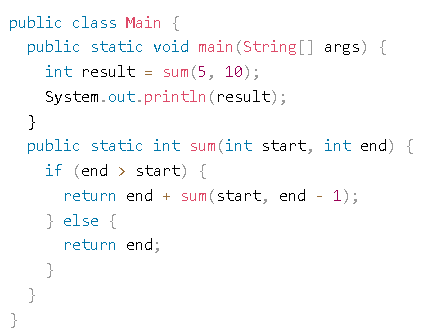 public class Main {
  public static void main(String[] args) {
    int result = sum(5, 10);
    System.out.println(result);
  }
  public static int sum(int start, int end) {
    if (end > start) {
      return end + sum(start, end - 1);
    } else {
      return end;
    }
  }
}